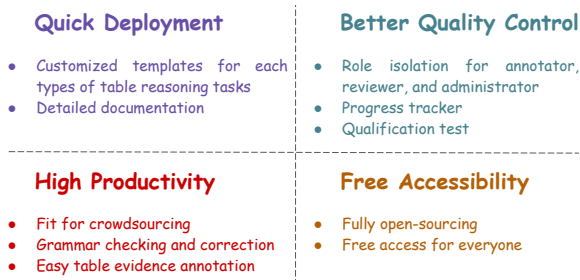 Quick Deployment
● Customized templates for each
types of table reasoning tasks
● Detailed documentation
Better Quality Control
● Role isolation for annotator,
reviewer, and administrator
● Progress tracker
● Qualification test
High Productivity
● Fit for crowdsourcing
● Grammar checking and correction
● Easy table evidence annotation
Free Accessibility
● Fully open-sourcing
● Free access for everyone